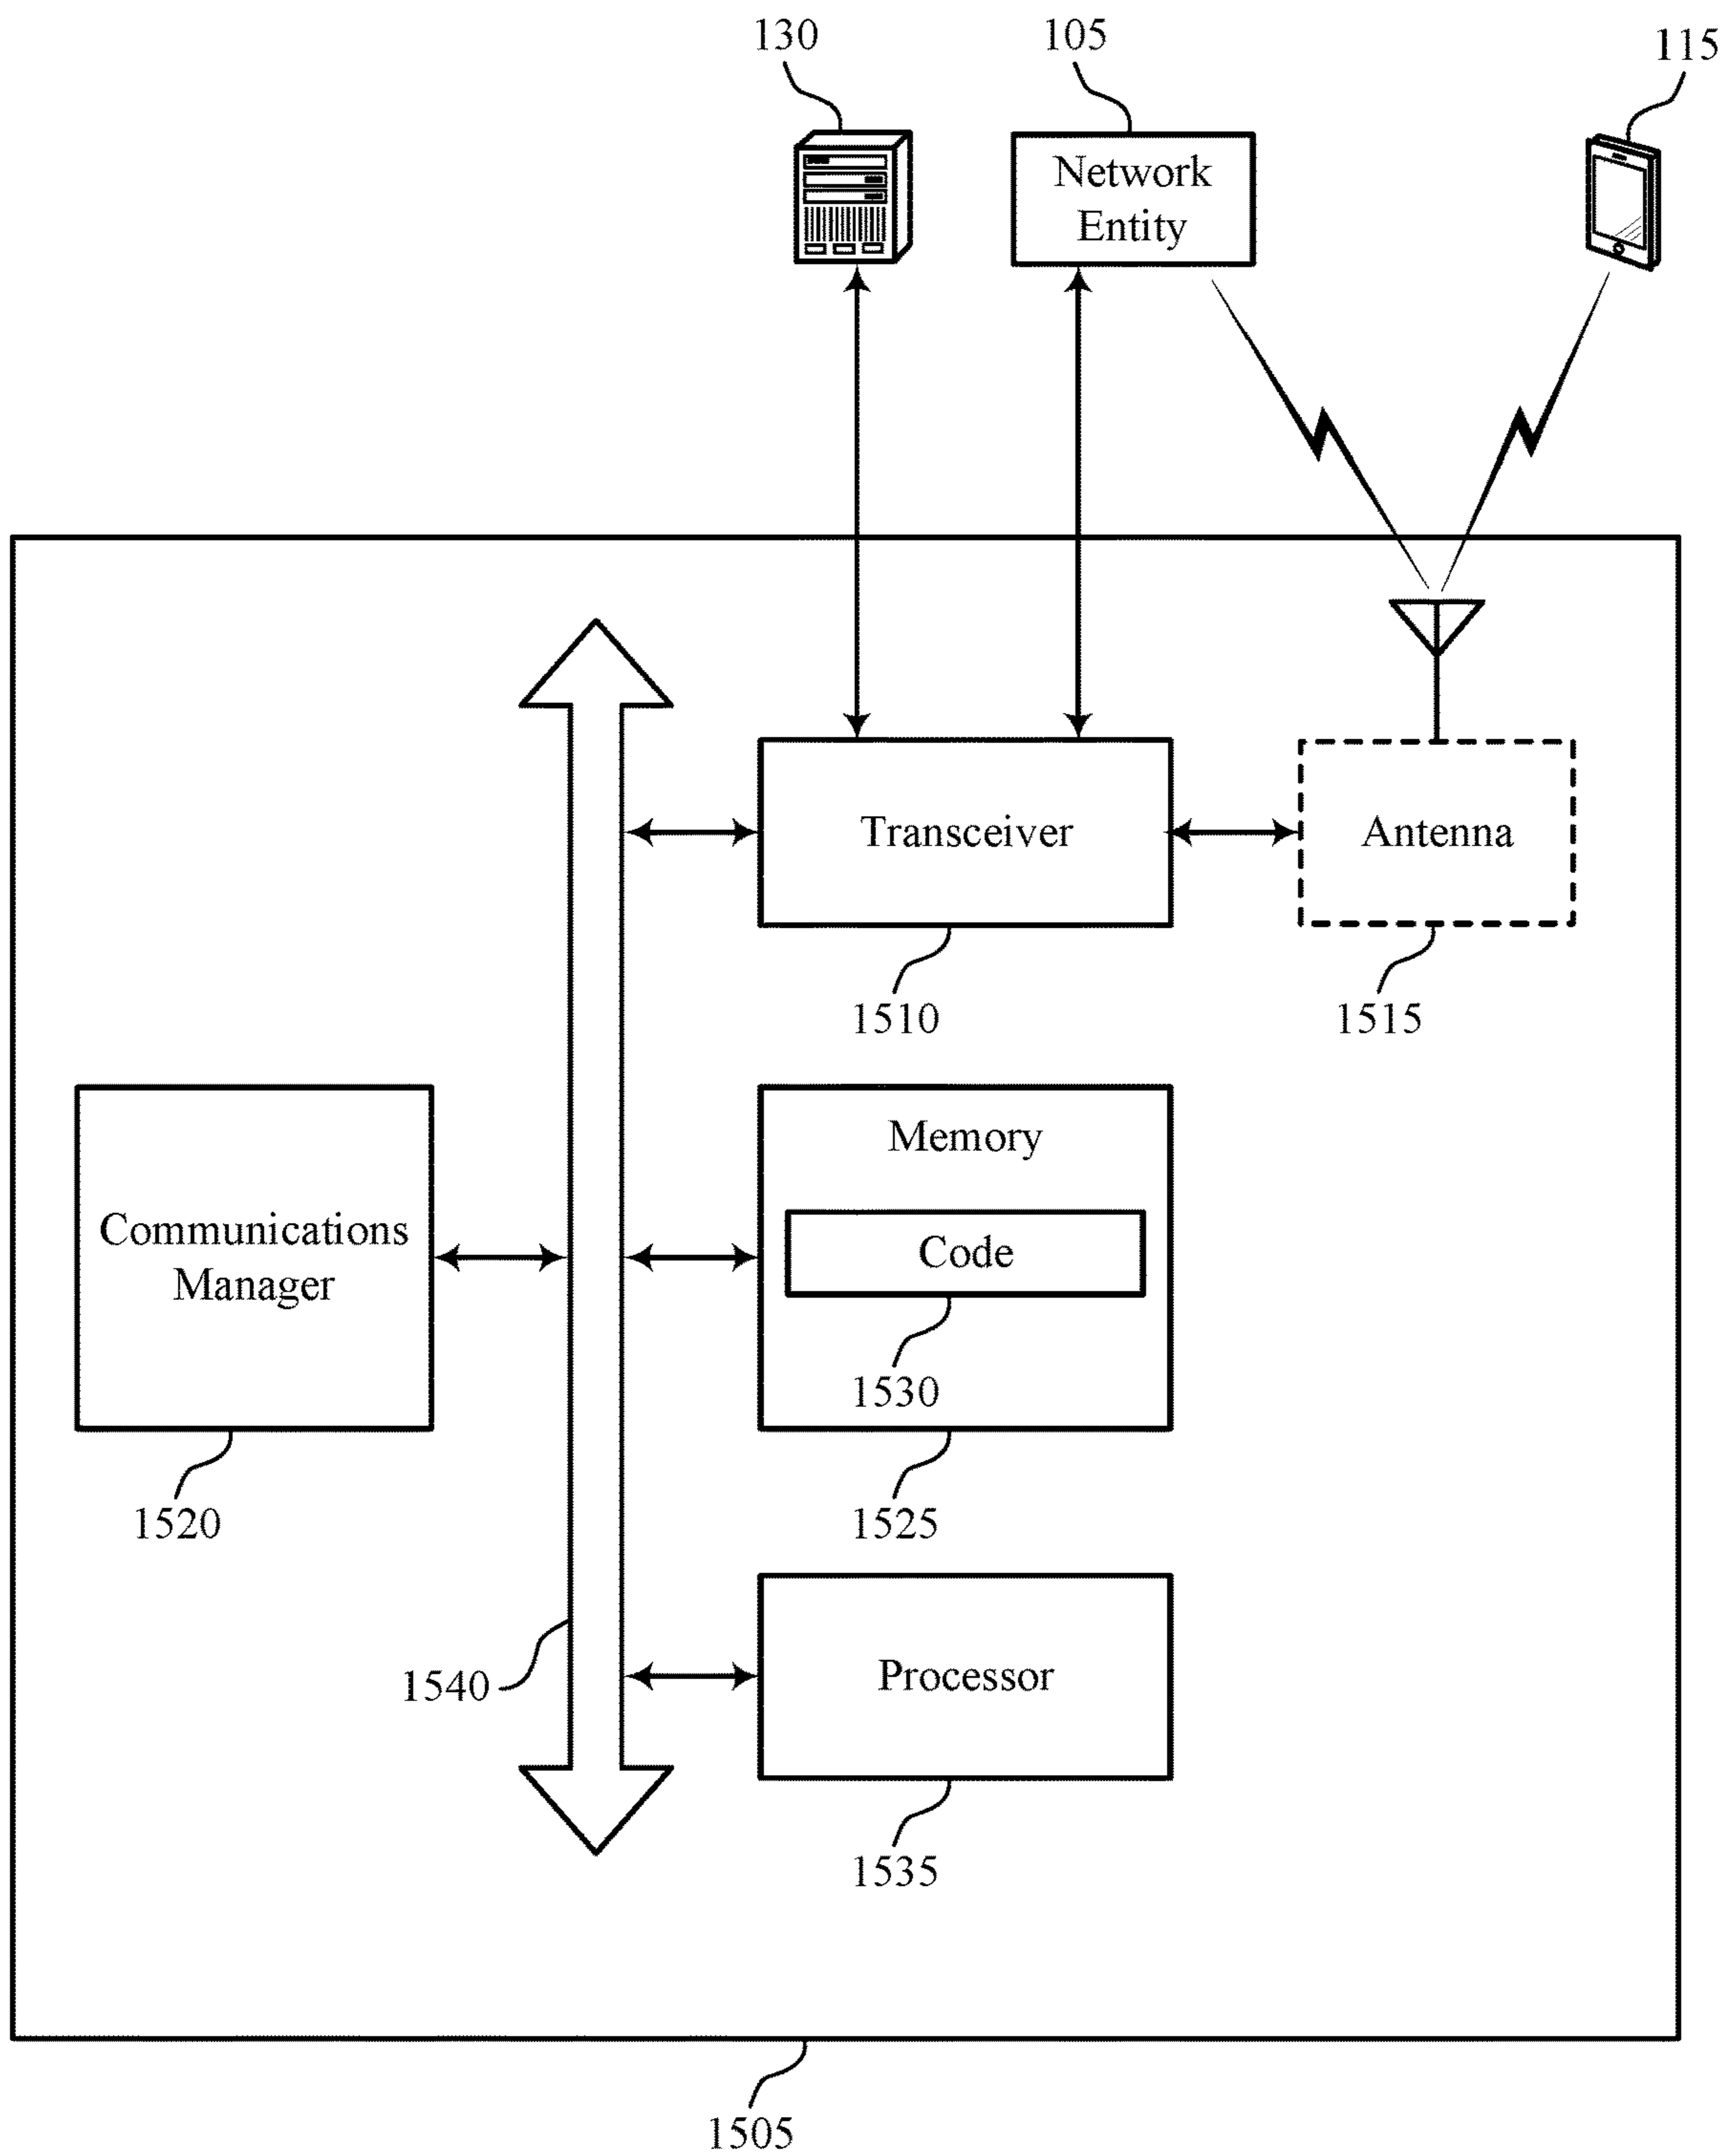 130
105
115
Network
Entity
Transceiver
Antenna
1510
1515
Communications
Manager
Memory
Code
1530
1520
1525
1540
Processor
1535
1505